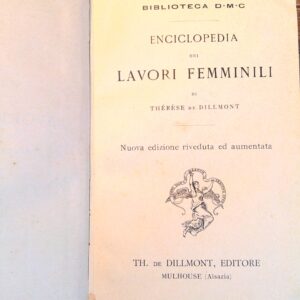 BIBLIOTECA D·M·C
ENCICLOPEDIA
DEI
LAVORI FEMMINILI
DI
THÉRÈSE DE DILLMONT
Nuova edizione riveduta ed aumentata
TH. DE DILLMONT, EDITORE
MULHOUSE (Alsazia)